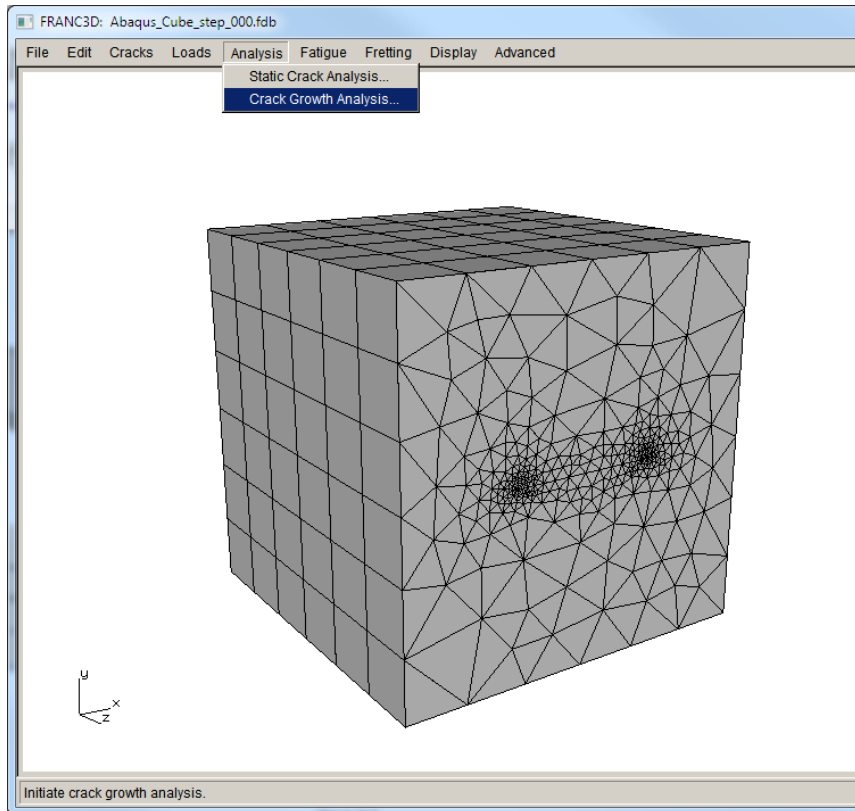 FRANC3D: Abaqus_Cube_step_000.fdb
File Edit Cracks Loads Analysis Fatigue Fretting Display Advanced
Static Crack Analysis...
Crack Growth Analysis...
y
x
z
Initiate crack growth analysis.